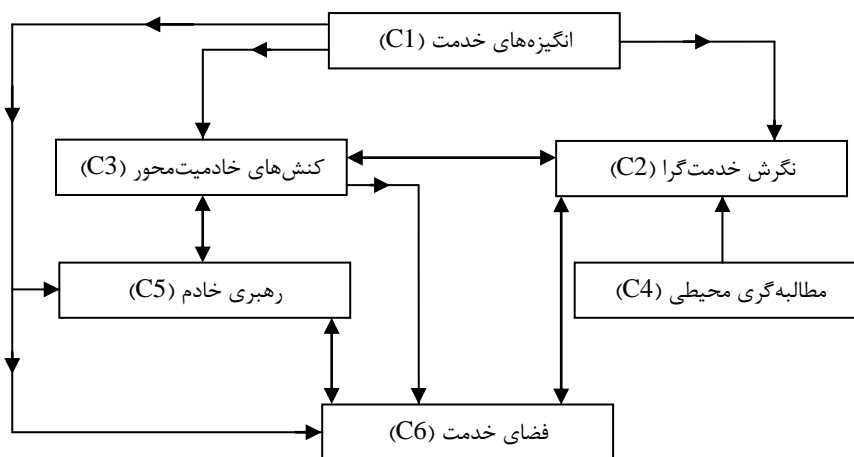 انگیزه‌های خدمت (C1)
نگرش خدمت‌گرا (C2)
کنش‌های خادمیت‌محور (C3)
مطالبه‌گری محیطی (C4)
رهبری خادم (C5)
فضای خدمت (C6)